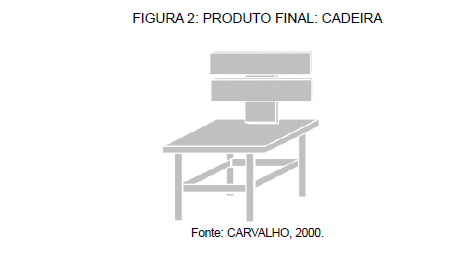 FIGURA 2: PRODUTO FINAL: CADEIRA
Fonte: CARVALHO, 2000.